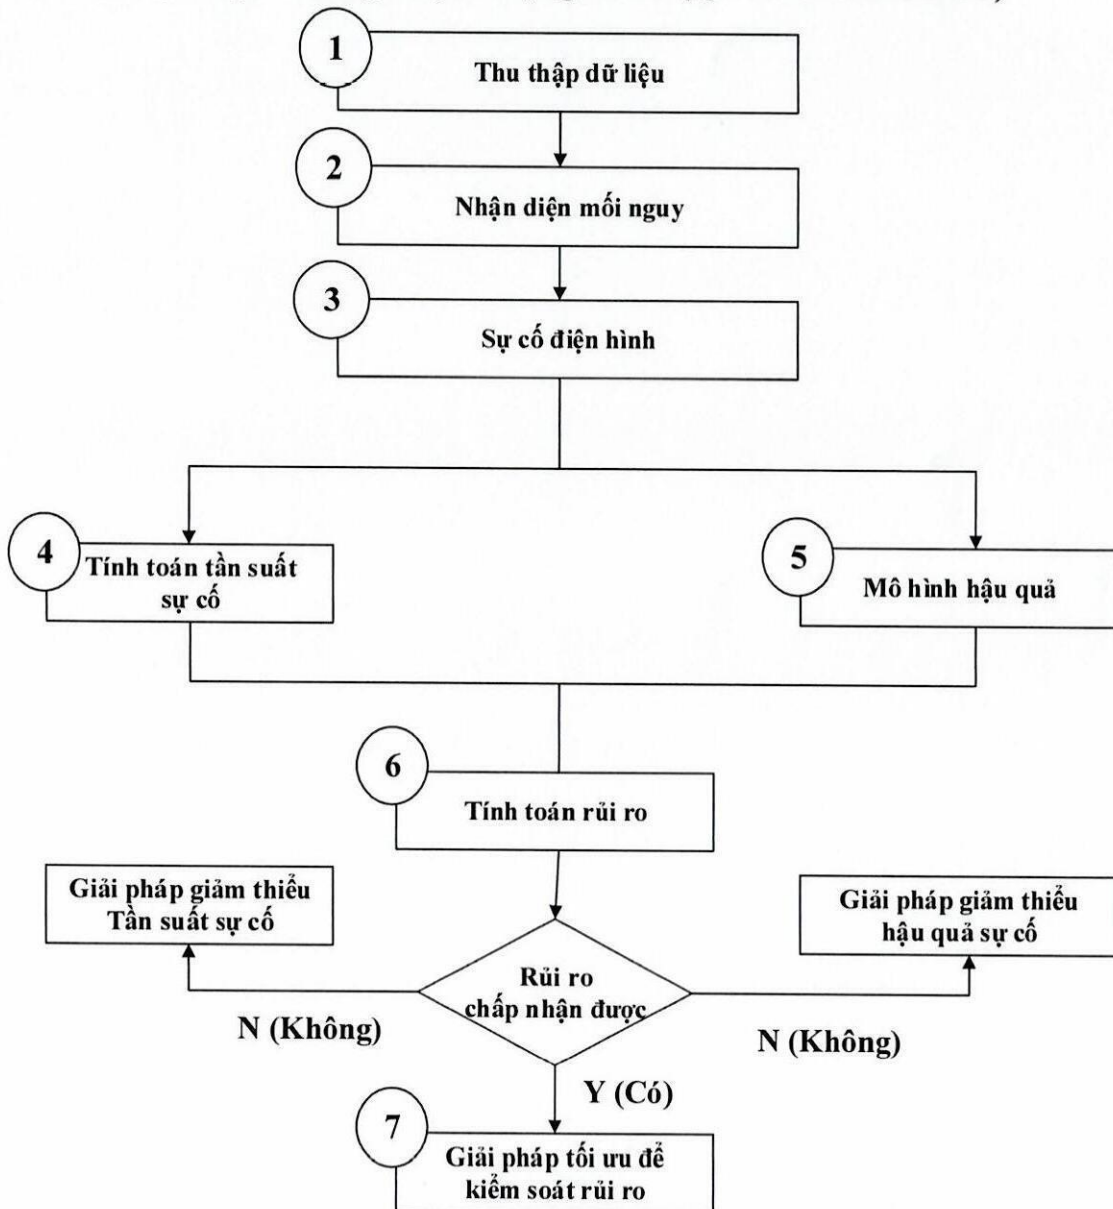 1
Thu thập dữ liệu
2
Nhận diện mối nguy
3
Sự cố điện hình
4
Tính toán tần suất
sự cố
5
Mô hình hậu quả
6
Tính toán rủi ro
Giải pháp giảm thiểu
Tần suất sự cố
Giải pháp giảm thiểu
hậu quả sự cố
Rủi ro
chấp nhận được
N (Không)
N (Không)
Y (Có)
7
Giải pháp tối ưu để
kiểm soát rủi ro